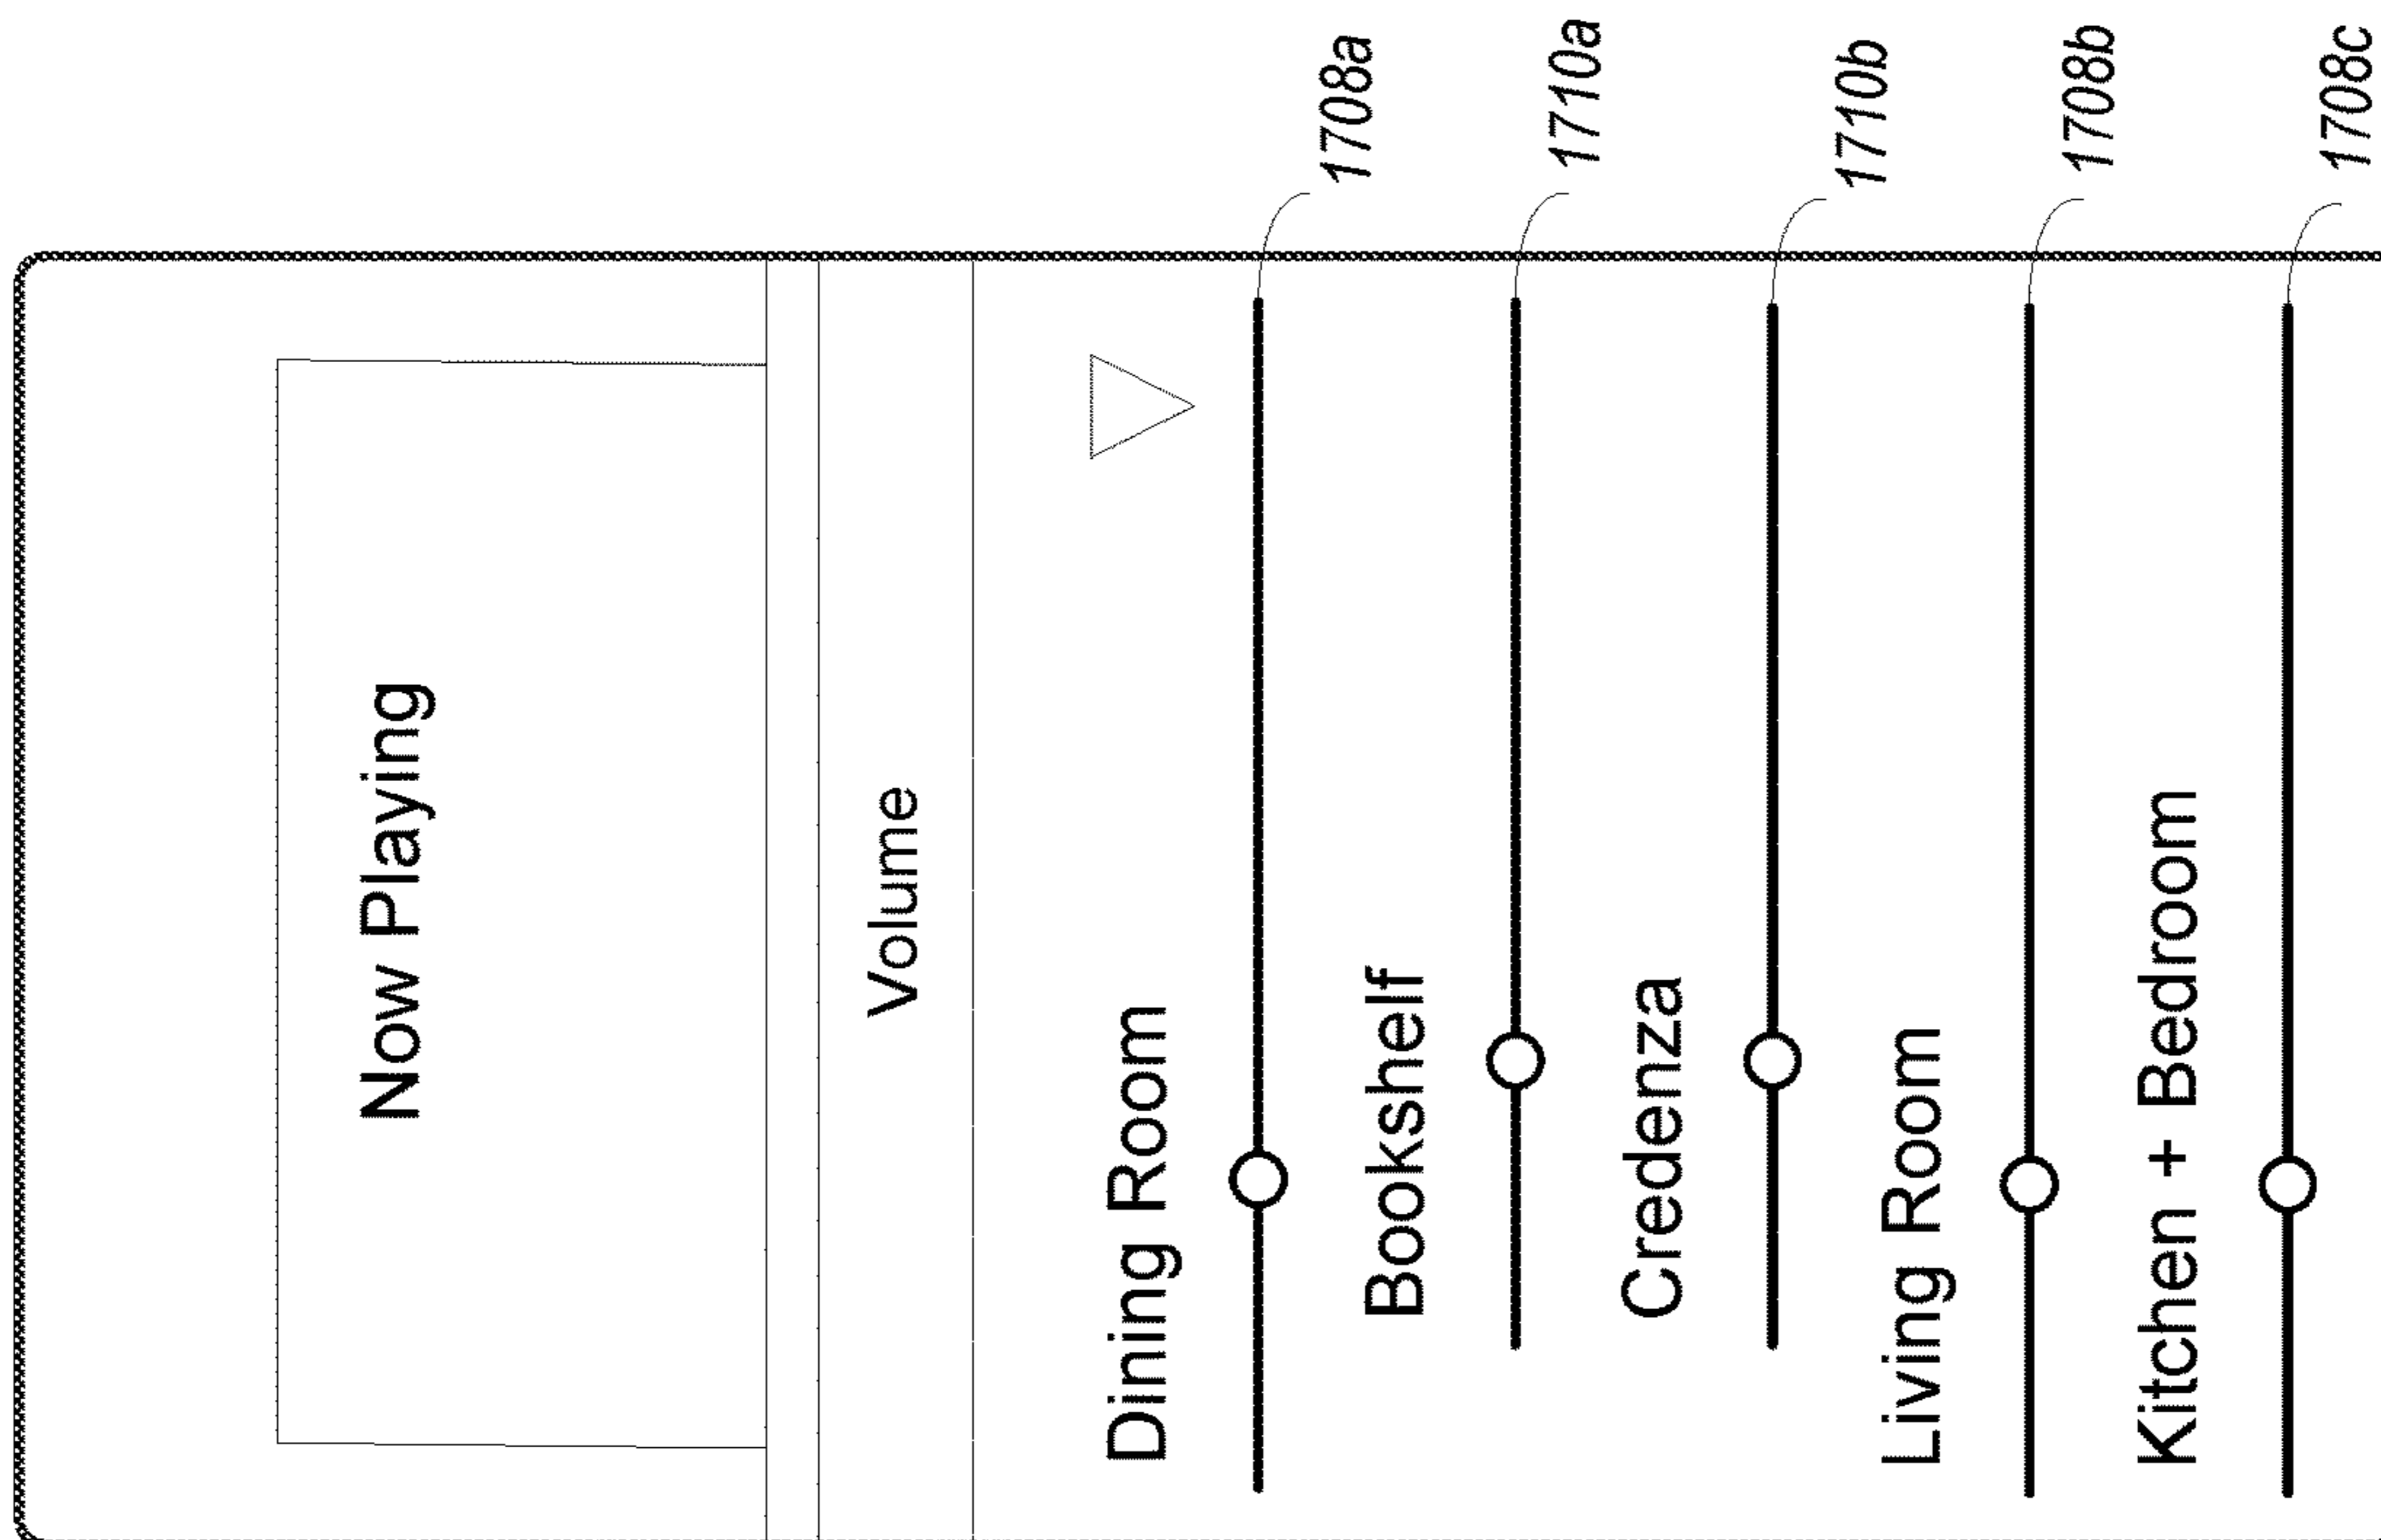 Now Playing
Volume
Dining Room
1708a
Bookshelf
1710a
Credenza
1710b
Living Room
1708b
Kitchen + Bedroom
1708c